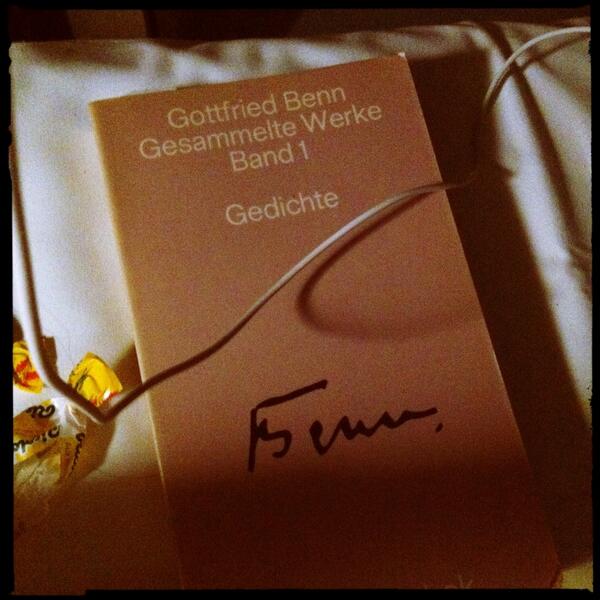 Gottfried Benn
Gesammelte Werke
Band 1
Gedichte
Benn.